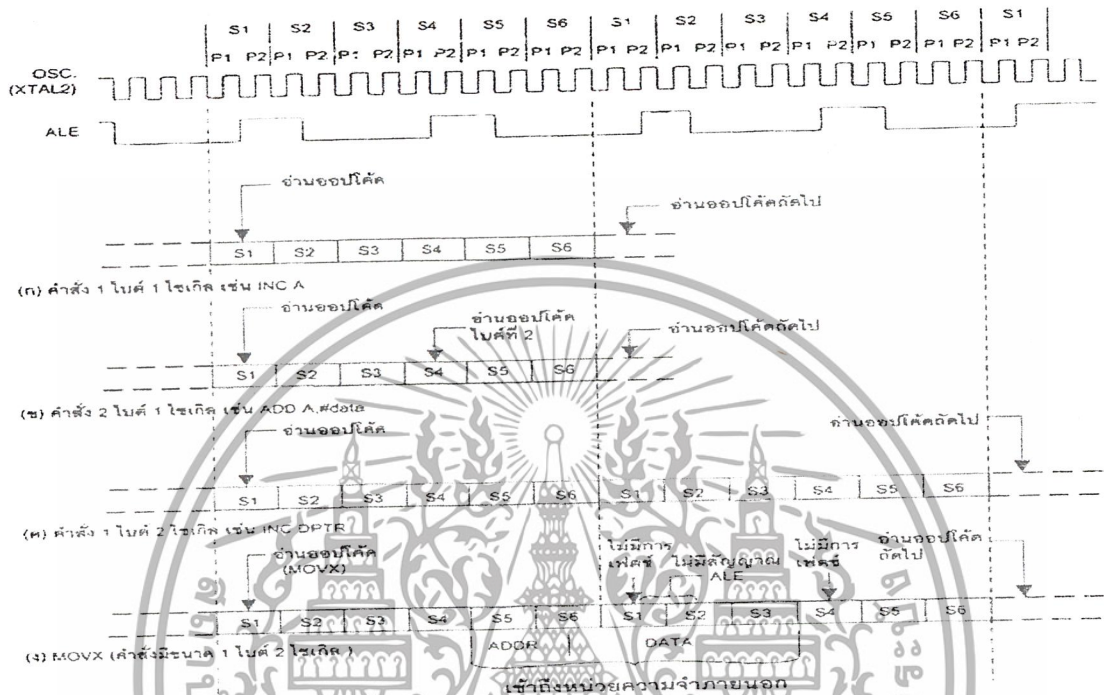 S1 S2 S3 S4 S5 S6 S1 S2 S3 S4 S5 S6 S1
P1 P2 P1 P2 P1 P2 P1 P2 P1 P2 P1 P2 P1 P2 P1 P2 P1 P2 P1 P2 P1 P2 P1 P2 P1 P2
OSC.
(XTAL2)
ALE
อ่านออปโค้ด
อ่านออปโค้ดถัดไป
S1 S2 S3 S4 S5 S6
(ก) คำสั่ง 1 ไบต์ 1 ไซเกิล เช่น INC A
อ่านออปโค้ด
อ่านออปโค้ด
ไบต์ที่ 2
อ่านออปโค้ดถัดไป
S1 S2 S3 S4 S5 S6
(ข) คำสั่ง 2 ไบต์ 1 ไซเกิล เช่น ADD A,#data
อ่านออปโค้ด
อ่านออปโค้ดถัดไป
S1 S2 S3 S4 S5 S6 S1 S2 S3 S4 S5 S6
(ค) คำสั่ง 1 ไบต์ 2 ไซเกิล เช่น INC DPTR
อ่านออปโค้ด
(MOVX)
ไม่มีการ
เฟตช์
ไม่มีสัญญาณ
ALE
ไม่มีการ
เฟตช์
อ่านออปโค้ด
ถัดไป
S1 S2 S3 S4 S5 S6 S1 S2 S3 S4 S5 S6
ADDR DATA
(ง) MOVX (คำสั่งมีขนาด 1 ไบต์ 2 ไซเกิล)
เข้าถึงหน่วยความจำภายนอก